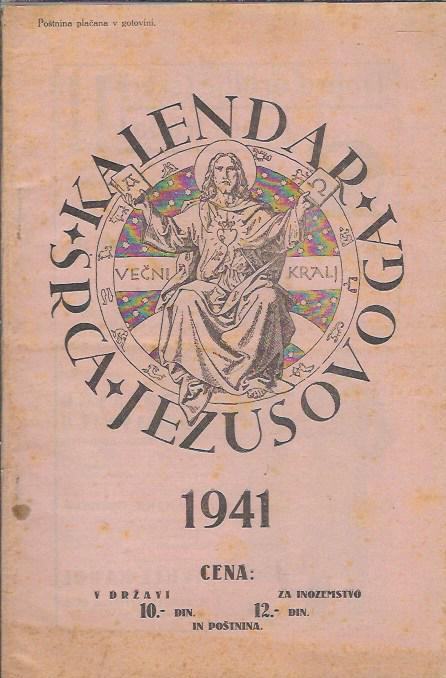 Poštnina plačana v gotovini.
KALENDAR
SRCA JEZUSOVOGA
A Ω
VEČNI KRALJ
1941
CENA:
V DRŽAVI ZA INOZEMSTVO
10.- DIN. 12.- DIN.
IN POŠTNINA.